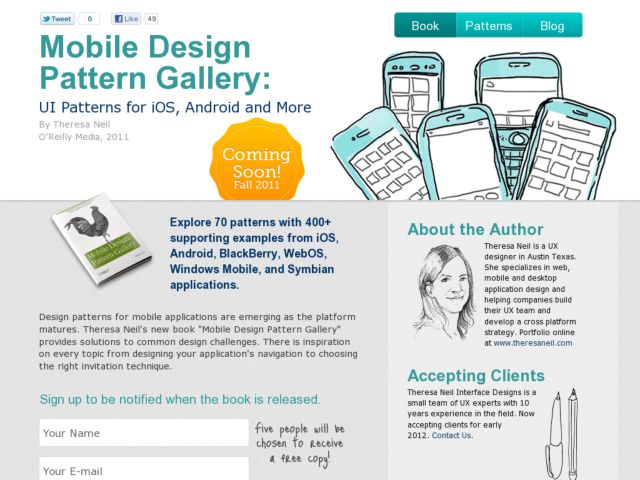 Tweet 0 Like 49
Book Patterns Blog
Mobile Design
Pattern Gallery:
UI Patterns for iOS, Android and More
By Theresa Neil
O'Reilly Media, 2011
Coming
Soon!
Fall 2011
Mobile Design
Pattern Gallery
Explore 70 patterns with 400+
supporting examples from iOS,
Android, BlackBerry, WebOS,
Windows Mobile, and Symbian
applications.
Design patterns for mobile applications are emerging as the platform
matures. Theresa Neil's new book "Mobile Design Pattern Gallery"
provides solutions to common design challenges. There is inspiration
on every topic from designing your application's navigation to choosing
the right invitation technique.
Sign up to be notified when the book is released.
Your Name
five people will be
chosen to receive
a free copy!
Your E-mail
About the Author
Theresa Neil is a UX
designer in Austin Texas.
She specializes in web,
mobile and desktop
application design and
helping companies build
their UX team and
develop a cross platform
strategy. Portfolio online
at www.theresaneil.com
Accepting Clients
Theresa Neil Interface Designs is a
small team of UX experts with 10
years experience in the field. Now
accepting clients for early
2012. Contact Us.